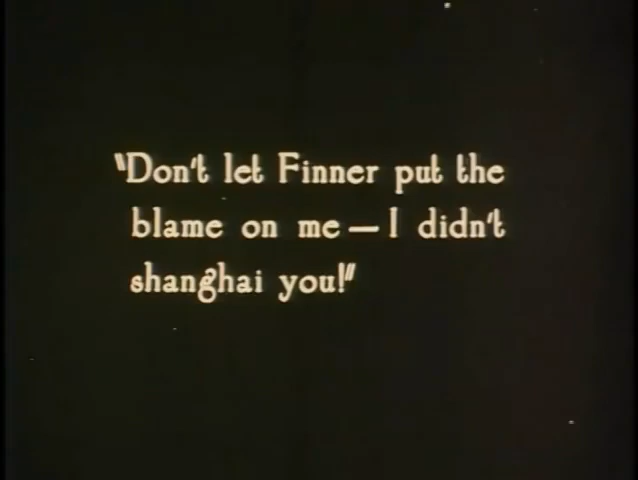 "Don't let Finner put the
blame on me — I didn't
shanghai you!"